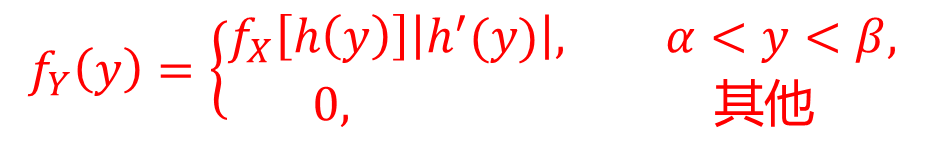 f_Y(y) = { f_X[h(y)]|h′(y)|, α < y < β,
0, 其他